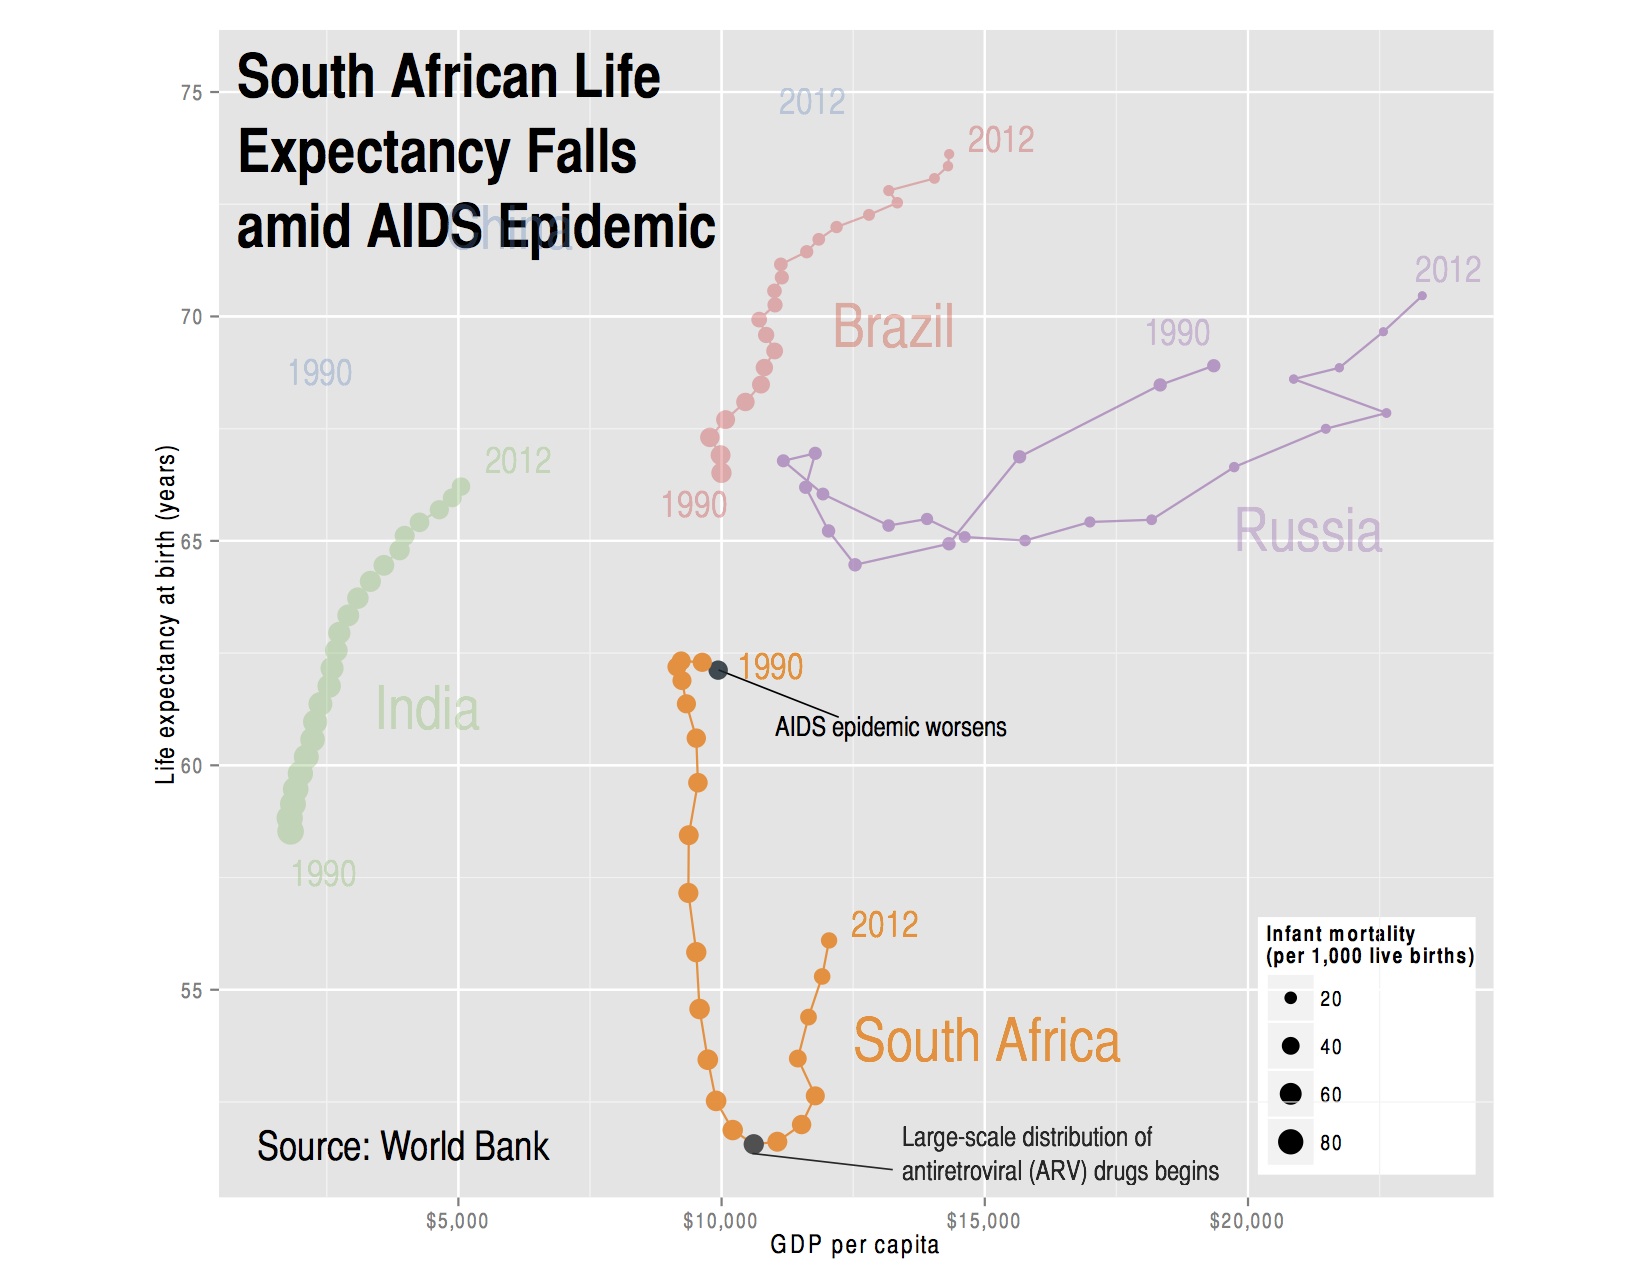 South African Life
Expectancy Falls
amid AIDS Epidemic
China
2012
2012
2012
1990
Brazil
1990
2012
1990
Russia
1990
AIDS epidemic worsens
India
1990
2012
South Africa
Large-scale distribution of
antiretroviral (ARV) drugs begins
Source: World Bank
Infant mortality
(per 1,000 live births)
20
40
60
80
Life expectancy at birth (years)
75
70
65
60
55
$5,000
$10,000
$15,000
$20,000
GDP per capita